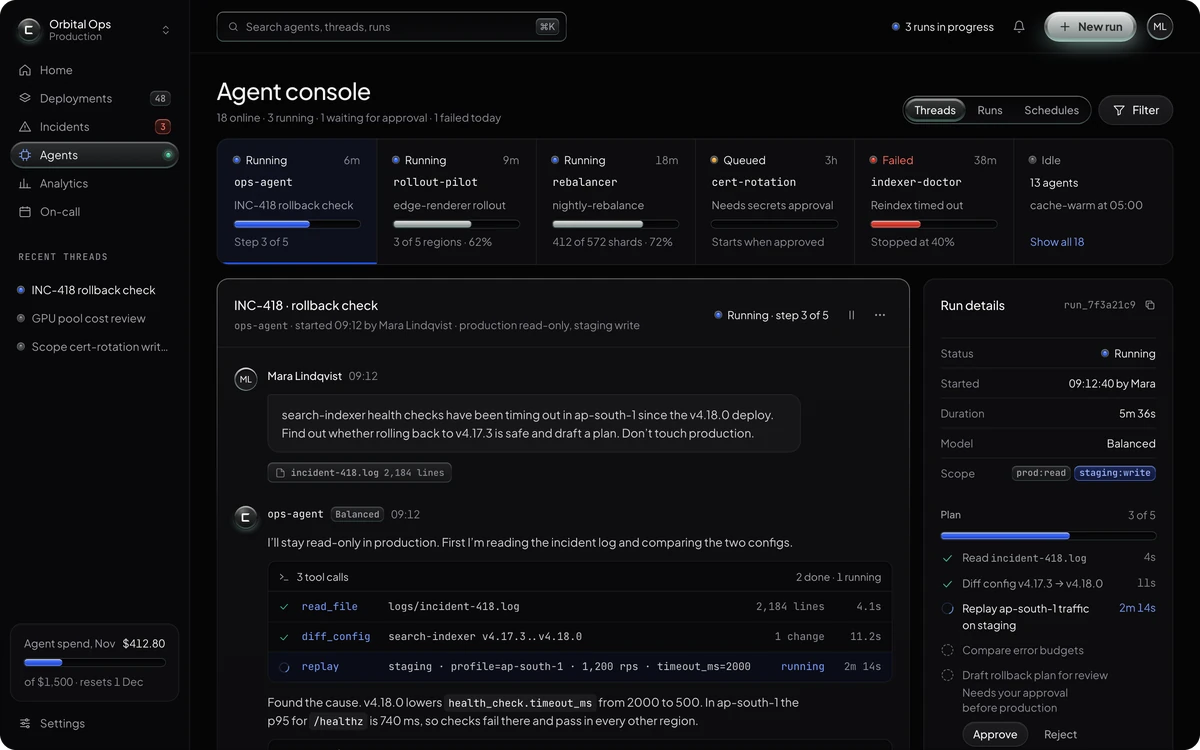 C
Orbital Ops
Production
Home
Deployments 48
Incidents 3
Agents
Analytics
On-call
RECENT THREADS
INC-418 rollback check
GPU pool cost review
Scope cert-rotation writ…
Agent spend, Nov $412.80
of $1,500 · resets 1 Dec
Settings
Search agents, threads, runs ⌘K
3 runs in progress
+ New run
ML
Agent console
18 online · 3 running · 1 waiting for approval · 1 failed today
Threads Runs Schedules
Filter
Running 6m
ops-agent
INC-418 rollback check
Step 3 of 5
Running 9m
rollout-pilot
edge-renderer rollout
3 of 5 regions · 62%
Running 18m
rebalancer
nightly-rebalance
412 of 572 shards · 72%
Queued 3h
cert-rotation
Needs secrets approval
Starts when approved
Failed 38m
indexer-doctor
Reindex timed out
Stopped at 40%
Idle
13 agents
cache-warm at 05:00
Show all 18
INC-418 · rollback check
ops-agent · started 09:12 by Mara Lindqvist · production read-only, staging write
Running · step 3 of 5
ML
Mara Lindqvist 09:12
search-indexer health checks have been timing out in ap-south-1 since the v4.18.0 deploy.
Find out whether rolling back to v4.17.3 is safe and draft a plan. Don’t touch production.
incident-418.log 2,184 lines
C
ops-agent Balanced 09:12
I’ll stay read-only in production. First I’m reading the incident log and comparing the two configs.
3 tool calls 2 done · 1 running
read_file logs/incident-418.log 2,184 lines 4.1s
diff_config search-indexer v4.17.3..v4.18.0 1 change 11.2s
replay staging · profile=ap-south-1 · 1,200 rps · timeout_ms=2000 running 2m 14s
Found the cause. v4.18.0 lowers health_check.timeout_ms from 2000 to 500. In ap-south-1 the
p95 for /healthz is 740 ms, so checks fail there and pass in every other region.
Run details run_7f3a21c9
Status Running
Started 09:12:40 by Mara
Duration 5m 36s
Model Balanced
Scope prod:read staging:write
Plan 3 of 5
Read incident-418.log 4s
Diff config v4.17.3 → v4.18.0 11s
Replay ap-south-1 traffic 2m 14s
on staging
Compare error budgets
Draft rollback plan for review
Needs your approval
before production
Approve Reject